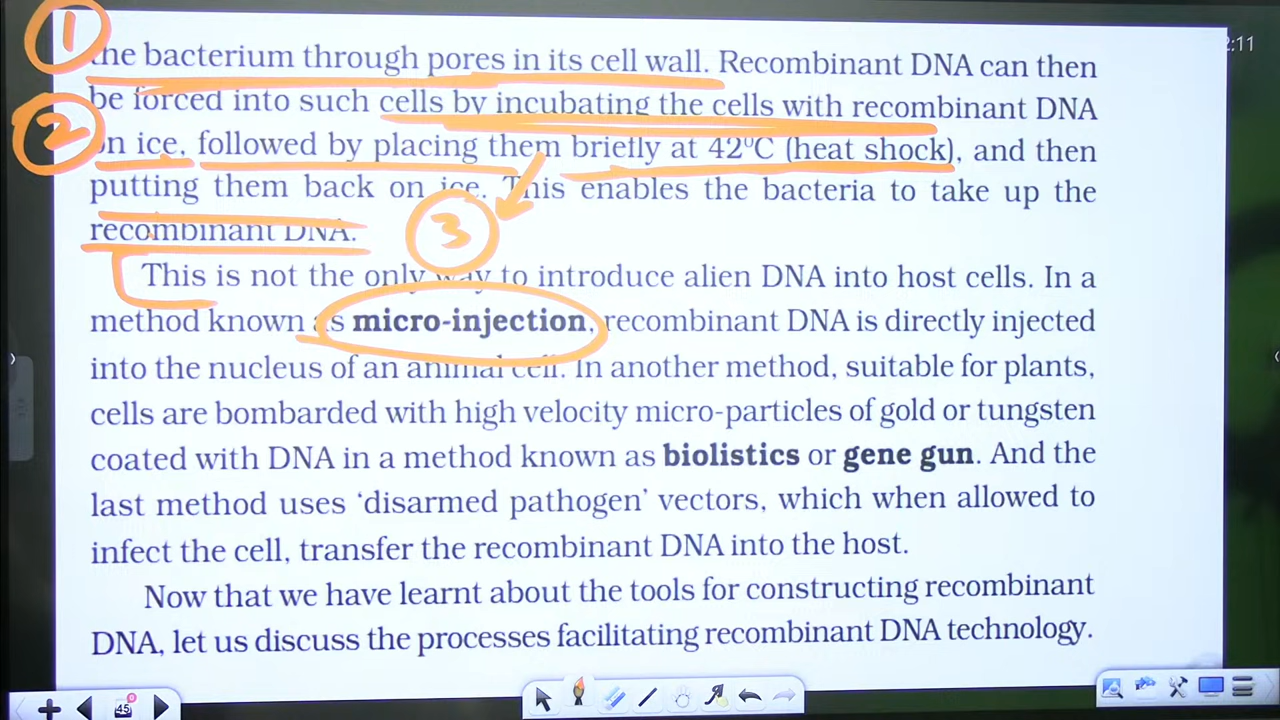 1
the bacterium through pores in its cell wall. Recombinant DNA can then
be forced into such cells by incubating the cells with recombinant DNA
2
on ice, followed by placing them briefly at 42⁰C (heat shock), and then
putting them back on ice. This enables the bacteria to take up the
recombinant DNA.
3
This is not the only way to introduce alien DNA into host cells. In a
method known as micro-injection, recombinant DNA is directly injected
into the nucleus of an animal cell. In another method, suitable for plants,
cells are bombarded with high velocity micro-particles of gold or tungsten
coated with DNA in a method known as biolistics or gene gun. And the
last method uses ‘disarmed pathogen’ vectors, which when allowed to
infect the cell, transfer the recombinant DNA into the host.
Now that we have learnt about the tools for constructing recombinant
DNA, let us discuss the processes facilitating recombinant DNA technology.
45